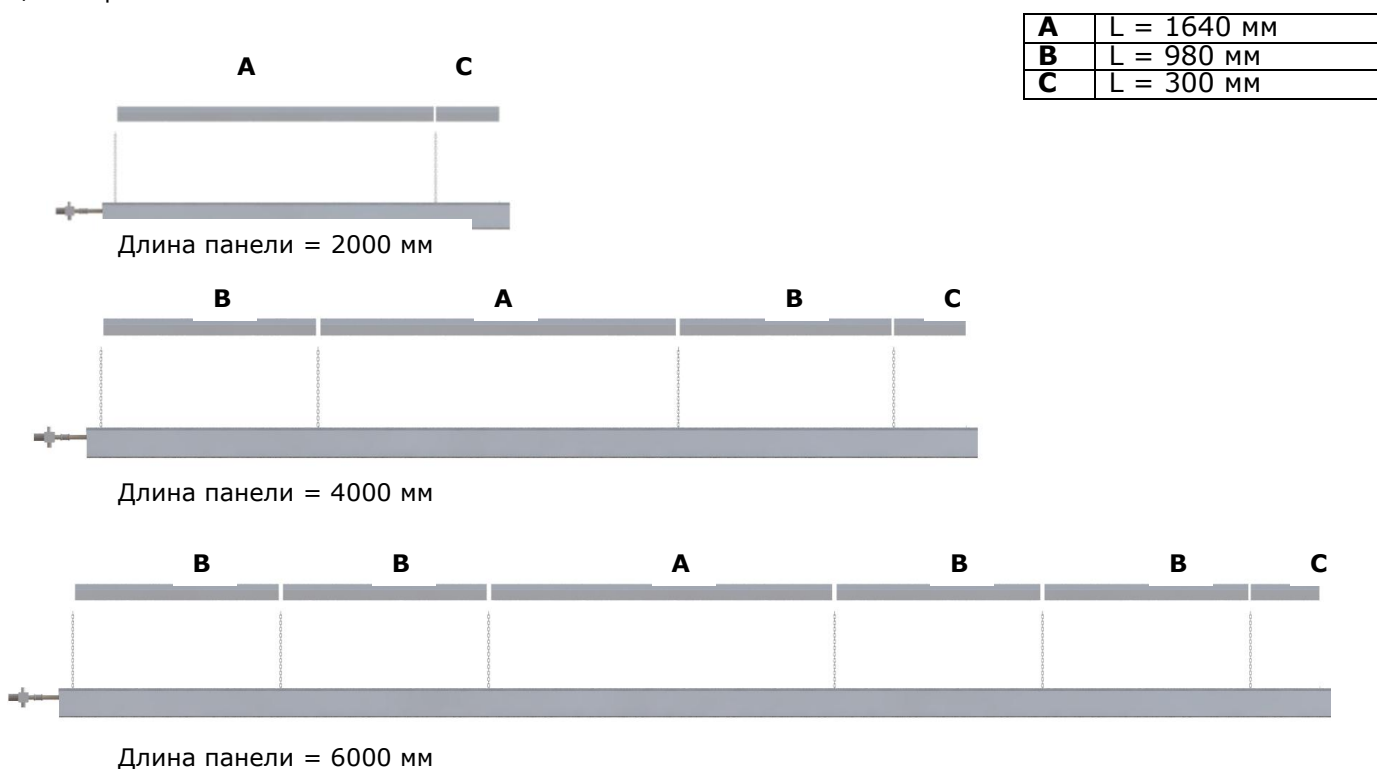 A L = 1640 мм
B L = 980 мм
C L = 300 мм
A C
Длина панели = 2000 мм
B A B C
Длина панели = 4000 мм
B B A B B C
Длина панели = 6000 мм